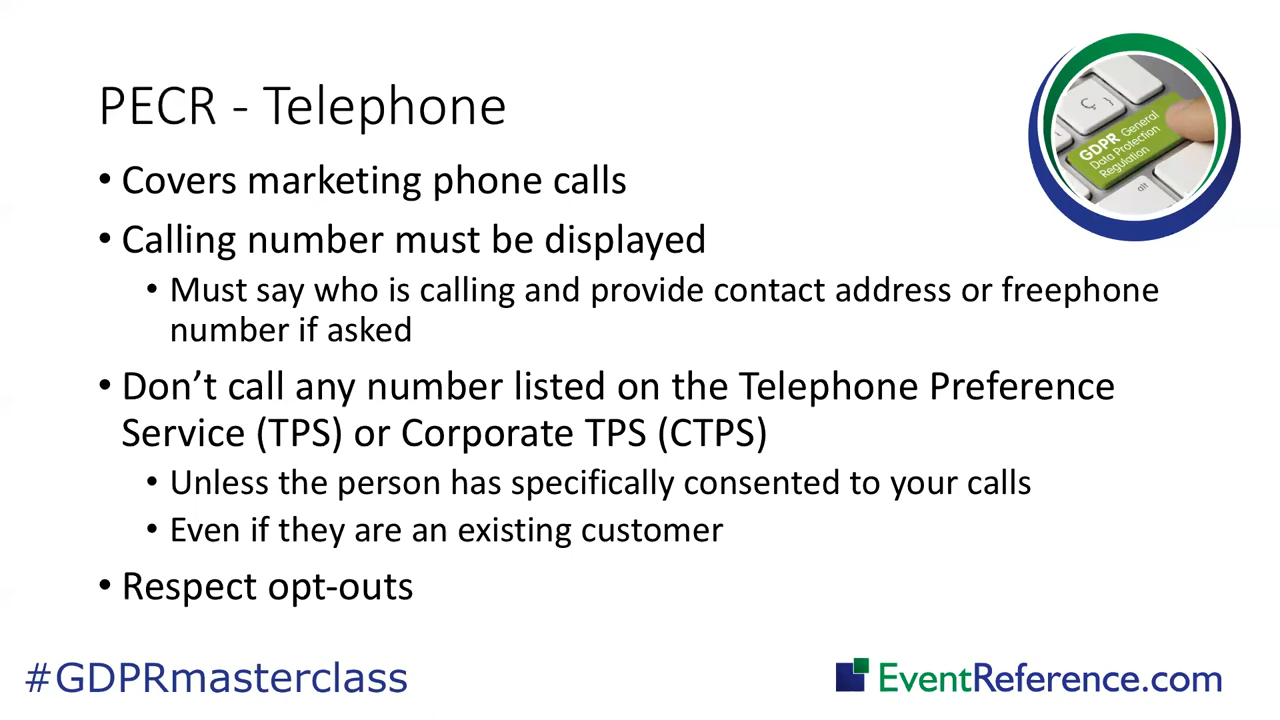 PECR - Telephone
• Covers marketing phone calls
• Calling number must be displayed
• Must say who is calling and provide contact address or freephone
number if asked
• Don’t call any number listed on the Telephone Preference
Service (TPS) or Corporate TPS (CTPS)
• Unless the person has specifically consented to your calls
• Even if they are an existing customer
• Respect opt-outs
GDPR General
Data Protection
Regulation
alt
#GDPRmasterclass
EventReference.com